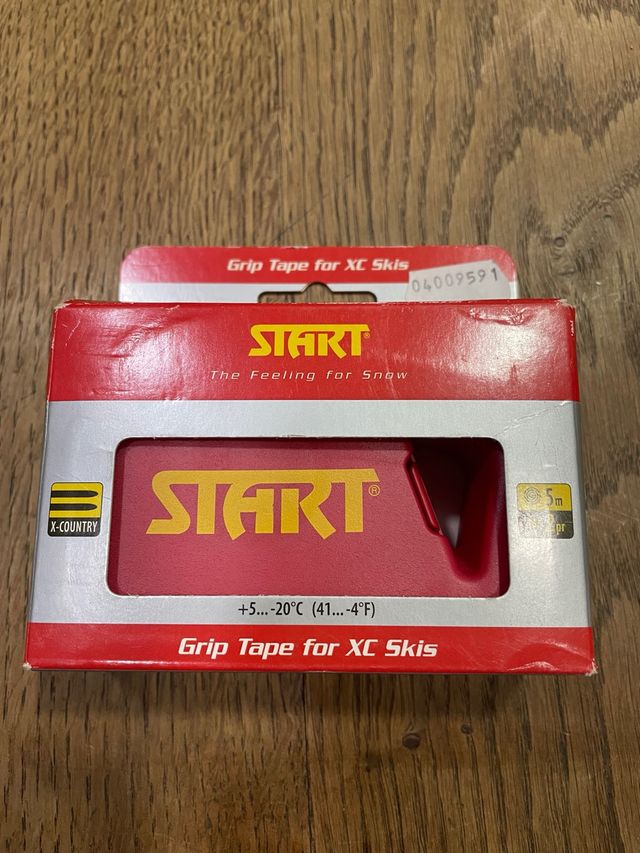 Grip Tape for XC Skis
04009591
START®
The Feeling for Snow
START®
X-COUNTRY
5m
pr
+5...-20°C (41...-4°F)
Grip Tape for XC Skis